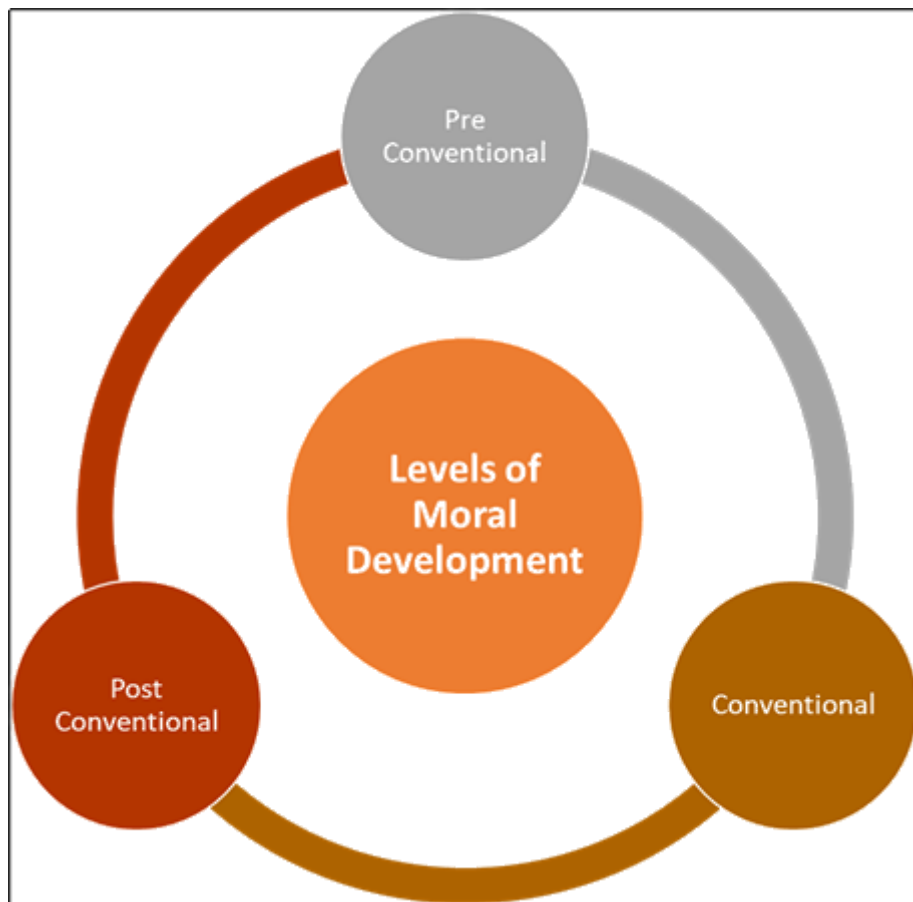 Pre
Conventional
Levels of
Moral
Development
Post
Conventional
Conventional